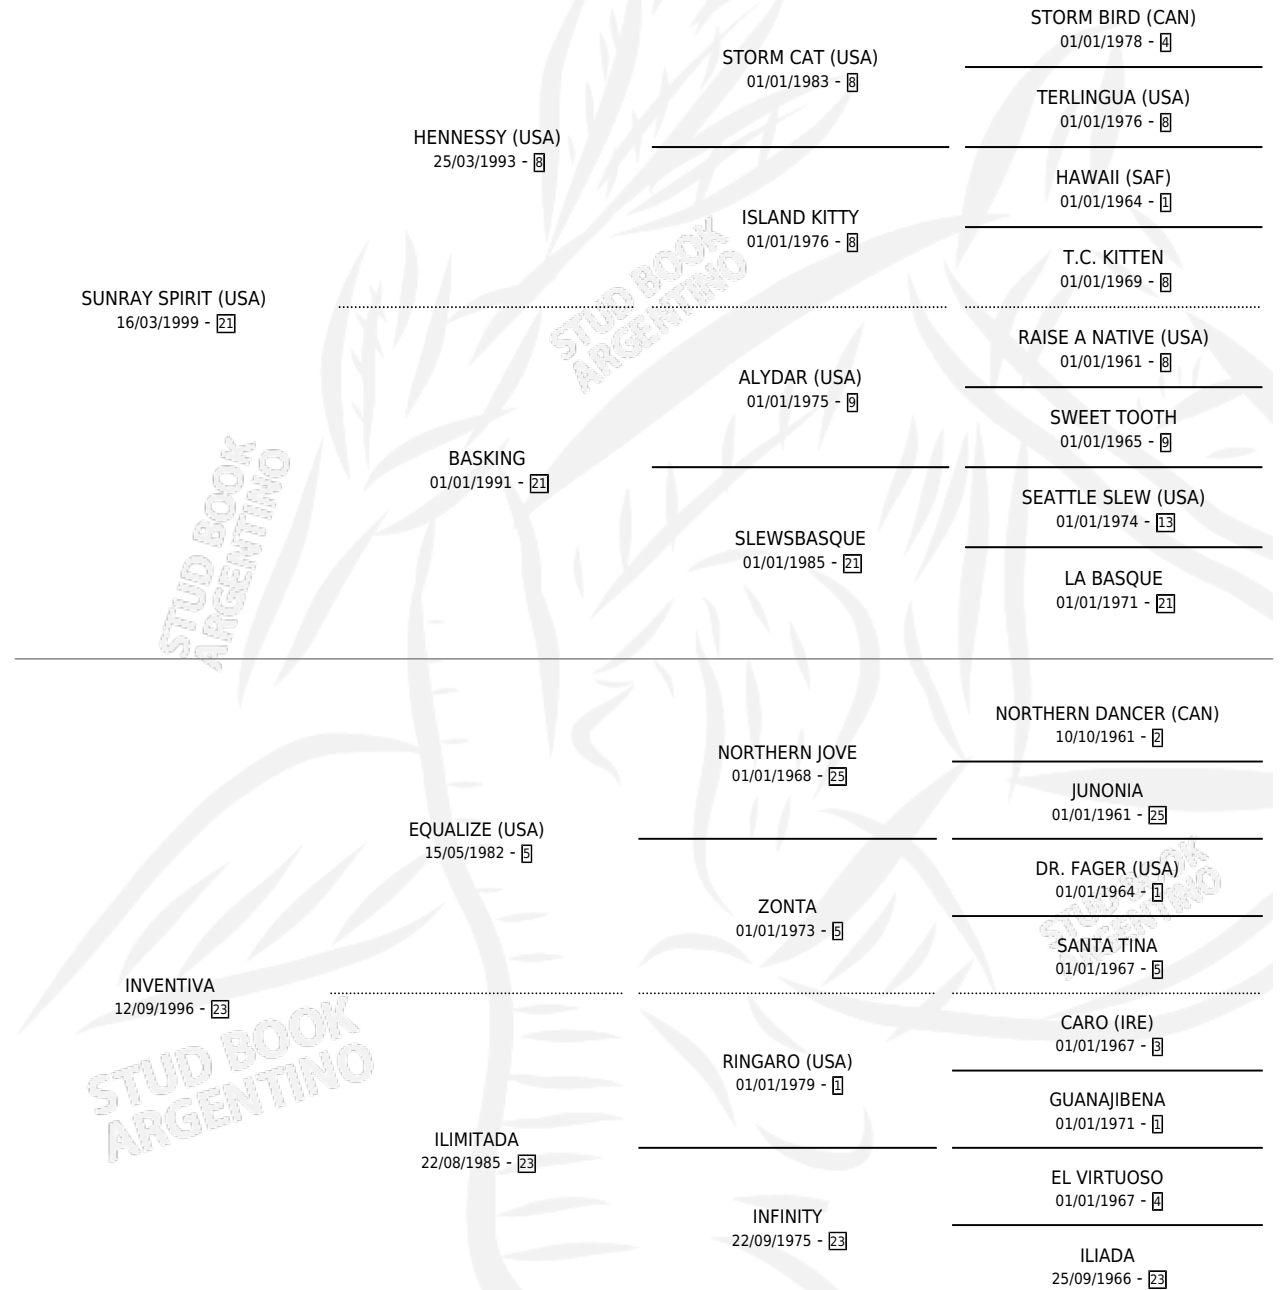 STORM BIRD (CAN)
01/01/1978 - 4
STORM CAT (USA)
01/01/1983 - 8
TERLINGUA (USA)
01/01/1976 - 8
HENNESSY (USA)
25/03/1993 - 8
HAWAII (SAF)
01/01/1964 - 1
ISLAND KITTY
01/01/1976 - 8
T.C. KITTEN
01/01/1969 - 8
SUNRAY SPIRIT (USA)
16/03/1999 - 21
RAISE A NATIVE (USA)
01/01/1961 - 8
ALYDAR (USA)
01/01/1975 - 9
SWEET TOOTH
01/01/1965 - 9
BASKING
01/01/1991 - 21
SEATTLE SLEW (USA)
01/01/1974 - 13
SLEWSBASQUE
01/01/1985 - 21
LA BASQUE
01/01/1971 - 21
NORTHERN DANCER (CAN)
10/10/1961 - 2
NORTHERN JOVE
01/01/1968 - 25
JUNONIA
01/01/1961 - 25
EQUALIZE (USA)
15/05/1982 - 5
DR. FAGER (USA)
01/01/1964 - 1
ZONTA
01/01/1973 - 5
SANTA TINA
01/01/1967 - 5
INVENTIVA
12/09/1996 - 23
CARO (IRE)
01/01/1967 - 3
RINGARO (USA)
01/01/1979 - 1
GUANAJIBENA
01/01/1971 - 1
ILIMITADA
22/08/1985 - 23
EL VIRTUOSO
01/01/1967 - 4
INFINITY
22/09/1975 - 23
ILIADA
25/09/1966 - 23
STUD BOOK
ARGENTINO
STUD BOOK
ARGENTINO
STUD BOOK
ARGENTINO
STUD BOOK
ARGENTINO